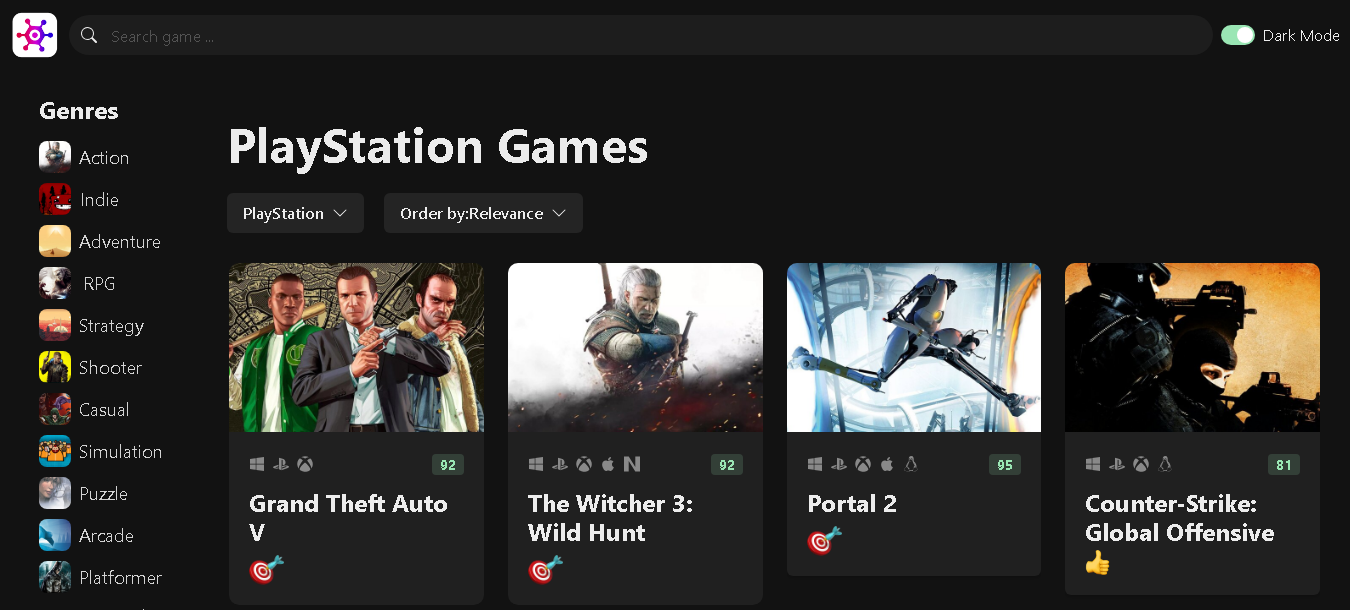 Search game ...
Dark Mode
Genres
Action
Indie
Adventure
RPG
Strategy
Shooter
Casual
Simulation
Puzzle
Arcade
Platformer
PlayStation Games
PlayStation
Order by:Relevance
92
Grand Theft Auto
V
92
The Witcher 3:
Wild Hunt
95
Portal 2
81
Counter-Strike:
Global Offensive